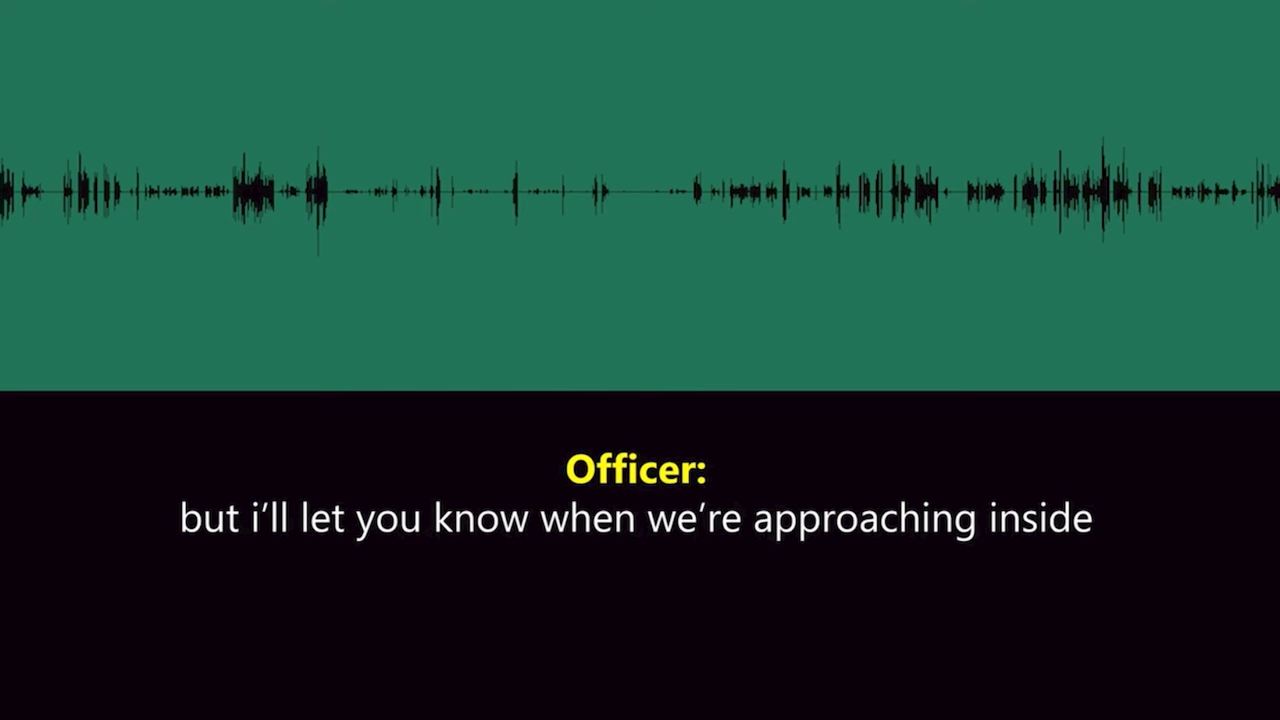 Officer:
but i’ll let you know when we’re approaching inside